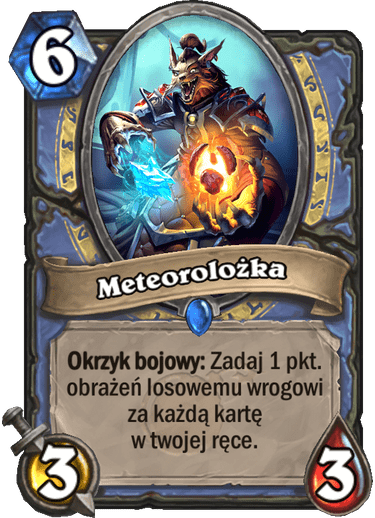 6
Meteorolożka
Okrzyk bojowy: Zadaj 1 pkt.
obrażeń losowemu wrogowi
za każdą kartę
w twojej ręce.
3
3